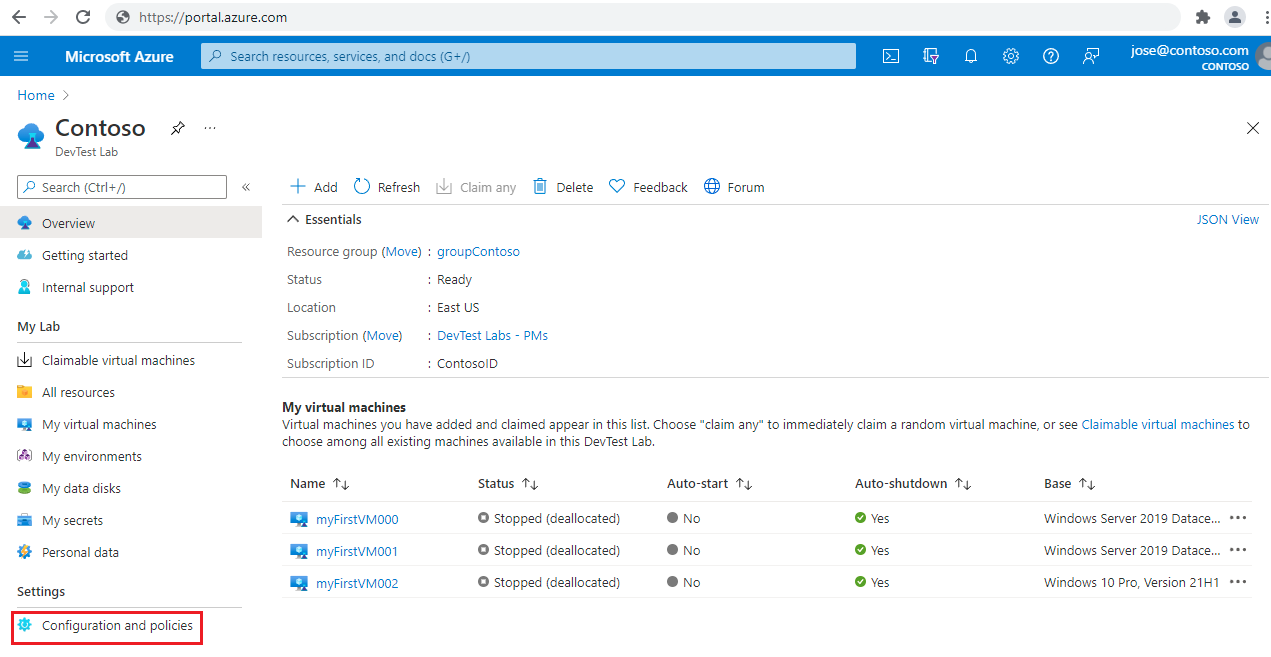 https://portal.azure.com
Microsoft Azure
Search resources, services, and docs (G+/)
jose@contoso.com
CONTOSO
Home
Contoso
DevTest Lab
Search (Ctrl+/)
Overview
Getting started
Internal support
My Lab
Claimable virtual machines
All resources
My virtual machines
My environments
My data disks
My secrets
Personal data
Settings
Configuration and policies
Add Refresh Claim any Delete Feedback Forum
Essentials JSON View
Resource group (Move) : groupContoso
Status : Ready
Location : East US
Subscription (Move) : DevTest Labs - PMs
Subscription ID : ContosoID
My virtual machines
Virtual machines you have added and claimed appear in this list. Choose "claim any" to immediately claim a random virtual machine, or see Claimable virtual machines to
choose among all existing machines available in this DevTest Lab.
Name Status Auto-start Auto-shutdown Base
myFirstVM000 Stopped (deallocated) No Yes Windows Server 2019 Datace...
myFirstVM001 Stopped (deallocated) No Yes Windows Server 2019 Datace...
myFirstVM002 Stopped (deallocated) No Yes Windows 10 Pro, Version 21H1